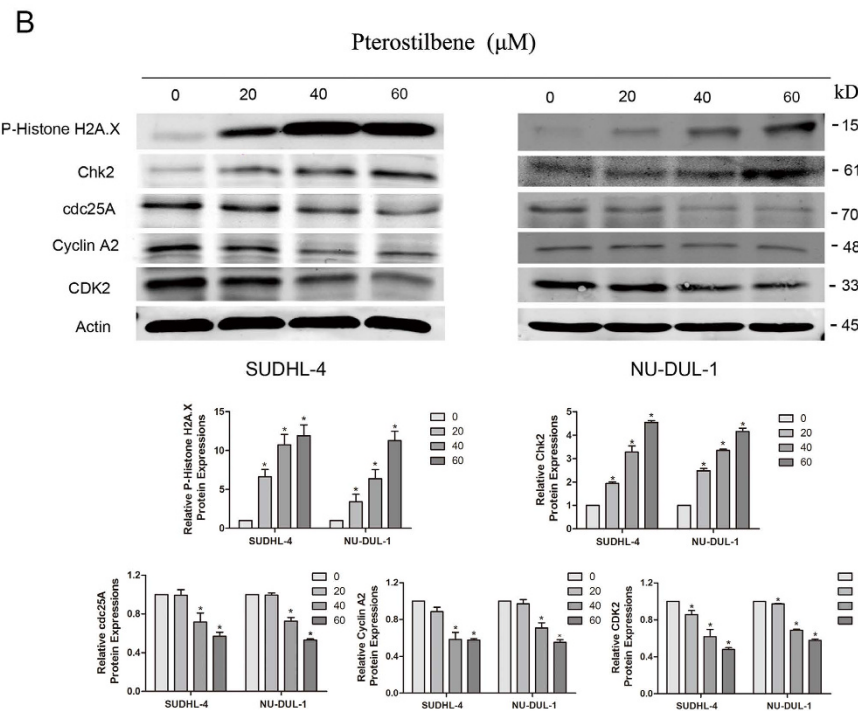 B
Pterostilbene (μM)
0 20 40 60 0 20 40 60 kD
P-Histone H2A.X - 15
Chk2 - 61
cdc25A - 70
Cyclin A2 - 48
CDK2 - 33
Actin - 45
SUDHL-4 NU-DUL-1
Relative P-Histone H2A.X
Protein Expressions
15
10
5
0
* * * * * *
SUDHL-4 NU-DUL-1
0
20
40
60
Relative Chk2
Protein Expressions
5
4
3
2
1
0
* * * * * *
SUDHL-4 NU-DUL-1
0
20
40
60
Relative cdc25A
Protein Expressions
1.2
0.8
0.4
0.0
* * * *
SUDHL-4 NU-DUL-1
0
20
40
60
Relative Cyclin A2
Protein Expressions
1.2
0.8
0.4
0.0
* * * *
SUDHL-4 NU-DUL-1
0
20
40
60
Relative CDK2
Protein Expressions
1.2
0.8
0.4
0.0
* * * * * *
SUDHL-4 NU-DUL-1